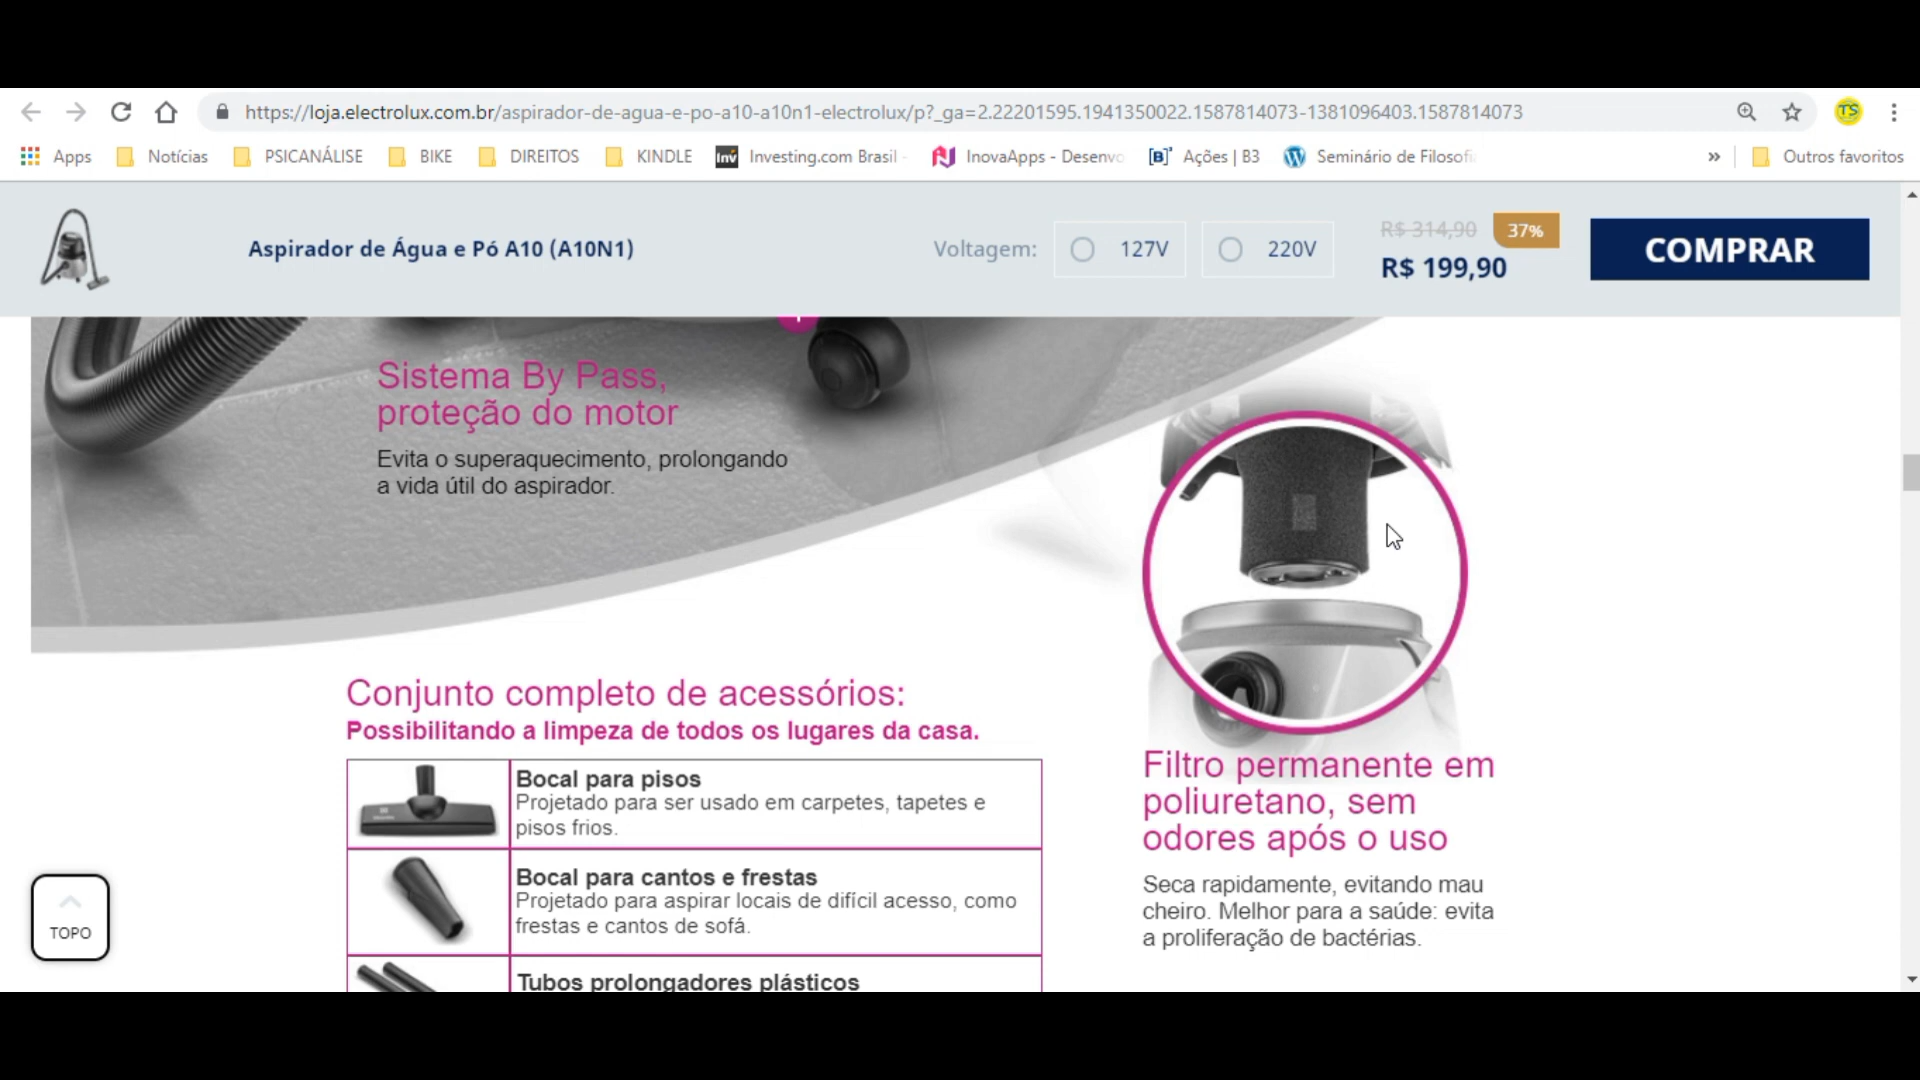 https://loja.electrolux.com.br/aspirador-de-agua-e-po-a10-a10n1-electrolux/p?_ga=2.22201595.1941350022.1587814073-1381096403.1587814073
TS
Apps
Notícias
PSICANÁLISE
BIKE
DIREITOS
KINDLE
Inv
Investing.com Brasil -
InovaApps - Desenvo
[B]³
Ações | B3
Seminário de Filosofi
»
Outros favoritos
Aspirador de Água e Pó A10 (A10N1)
Voltagem:
127V
220V
R$ 314,90
37%
R$ 199,90
COMPRAR
Sistema By Pass,
proteção do motor
Evita o superaquecimento, prolongando
a vida útil do aspirador.
Conjunto completo de acessórios:
Possibilitando a limpeza de todos os lugares da casa.
Bocal para pisos
Projetado para ser usado em carpetes, tapetes e
pisos frios.
Bocal para cantos e frestas
Projetado para aspirar locais de difícil acesso, como
frestas e cantos de sofá.
Tubos prolongadores plásticos
Filtro permanente em
poliuretano, sem
odores após o uso
Seca rapidamente, evitando mau
cheiro. Melhor para a saúde: evita
a proliferação de bactérias.
TOPO